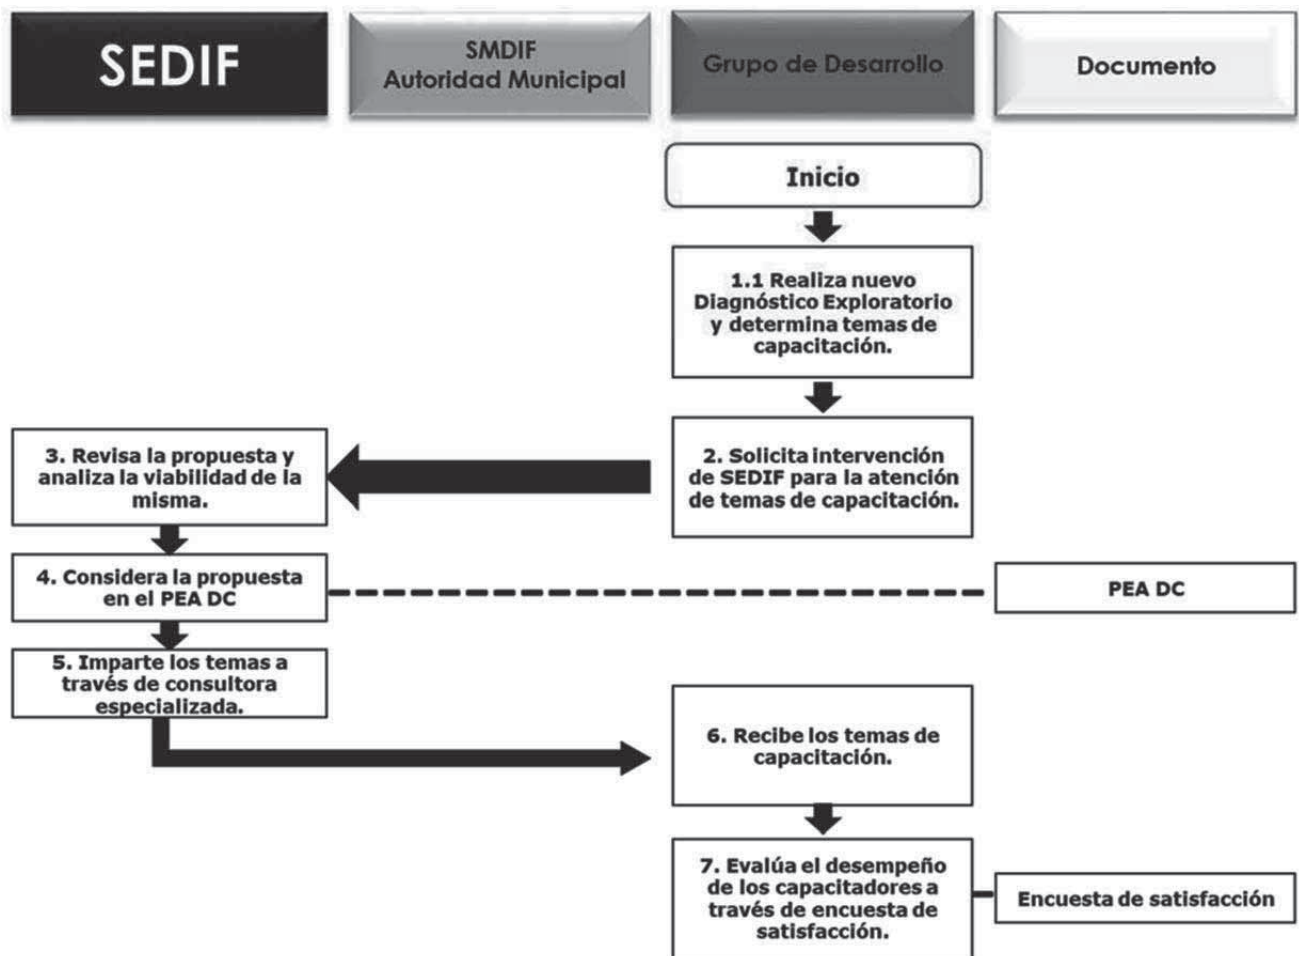 SEDIF
SMDIF
Autoridad Municipal
Grupo de Desarrollo
Documento
Inicio
1.1 Realiza nuevo
Diagnóstico Exploratorio
y determina temas de
capacitación.
2. Solicita intervención
de SEDIF para la atención
de temas de capacitación.
3. Revisa la propuesta y
analiza la viabilidad de la
misma.
4. Considera la propuesta
en el PEA DC
PEA DC
5. Imparte los temas a
través de consultora
especializada.
6. Recibe los temas de
capacitación.
7. Evalúa el desempeño
de los capacitadores a
través de encuesta de
satisfacción.
Encuesta de satisfacción